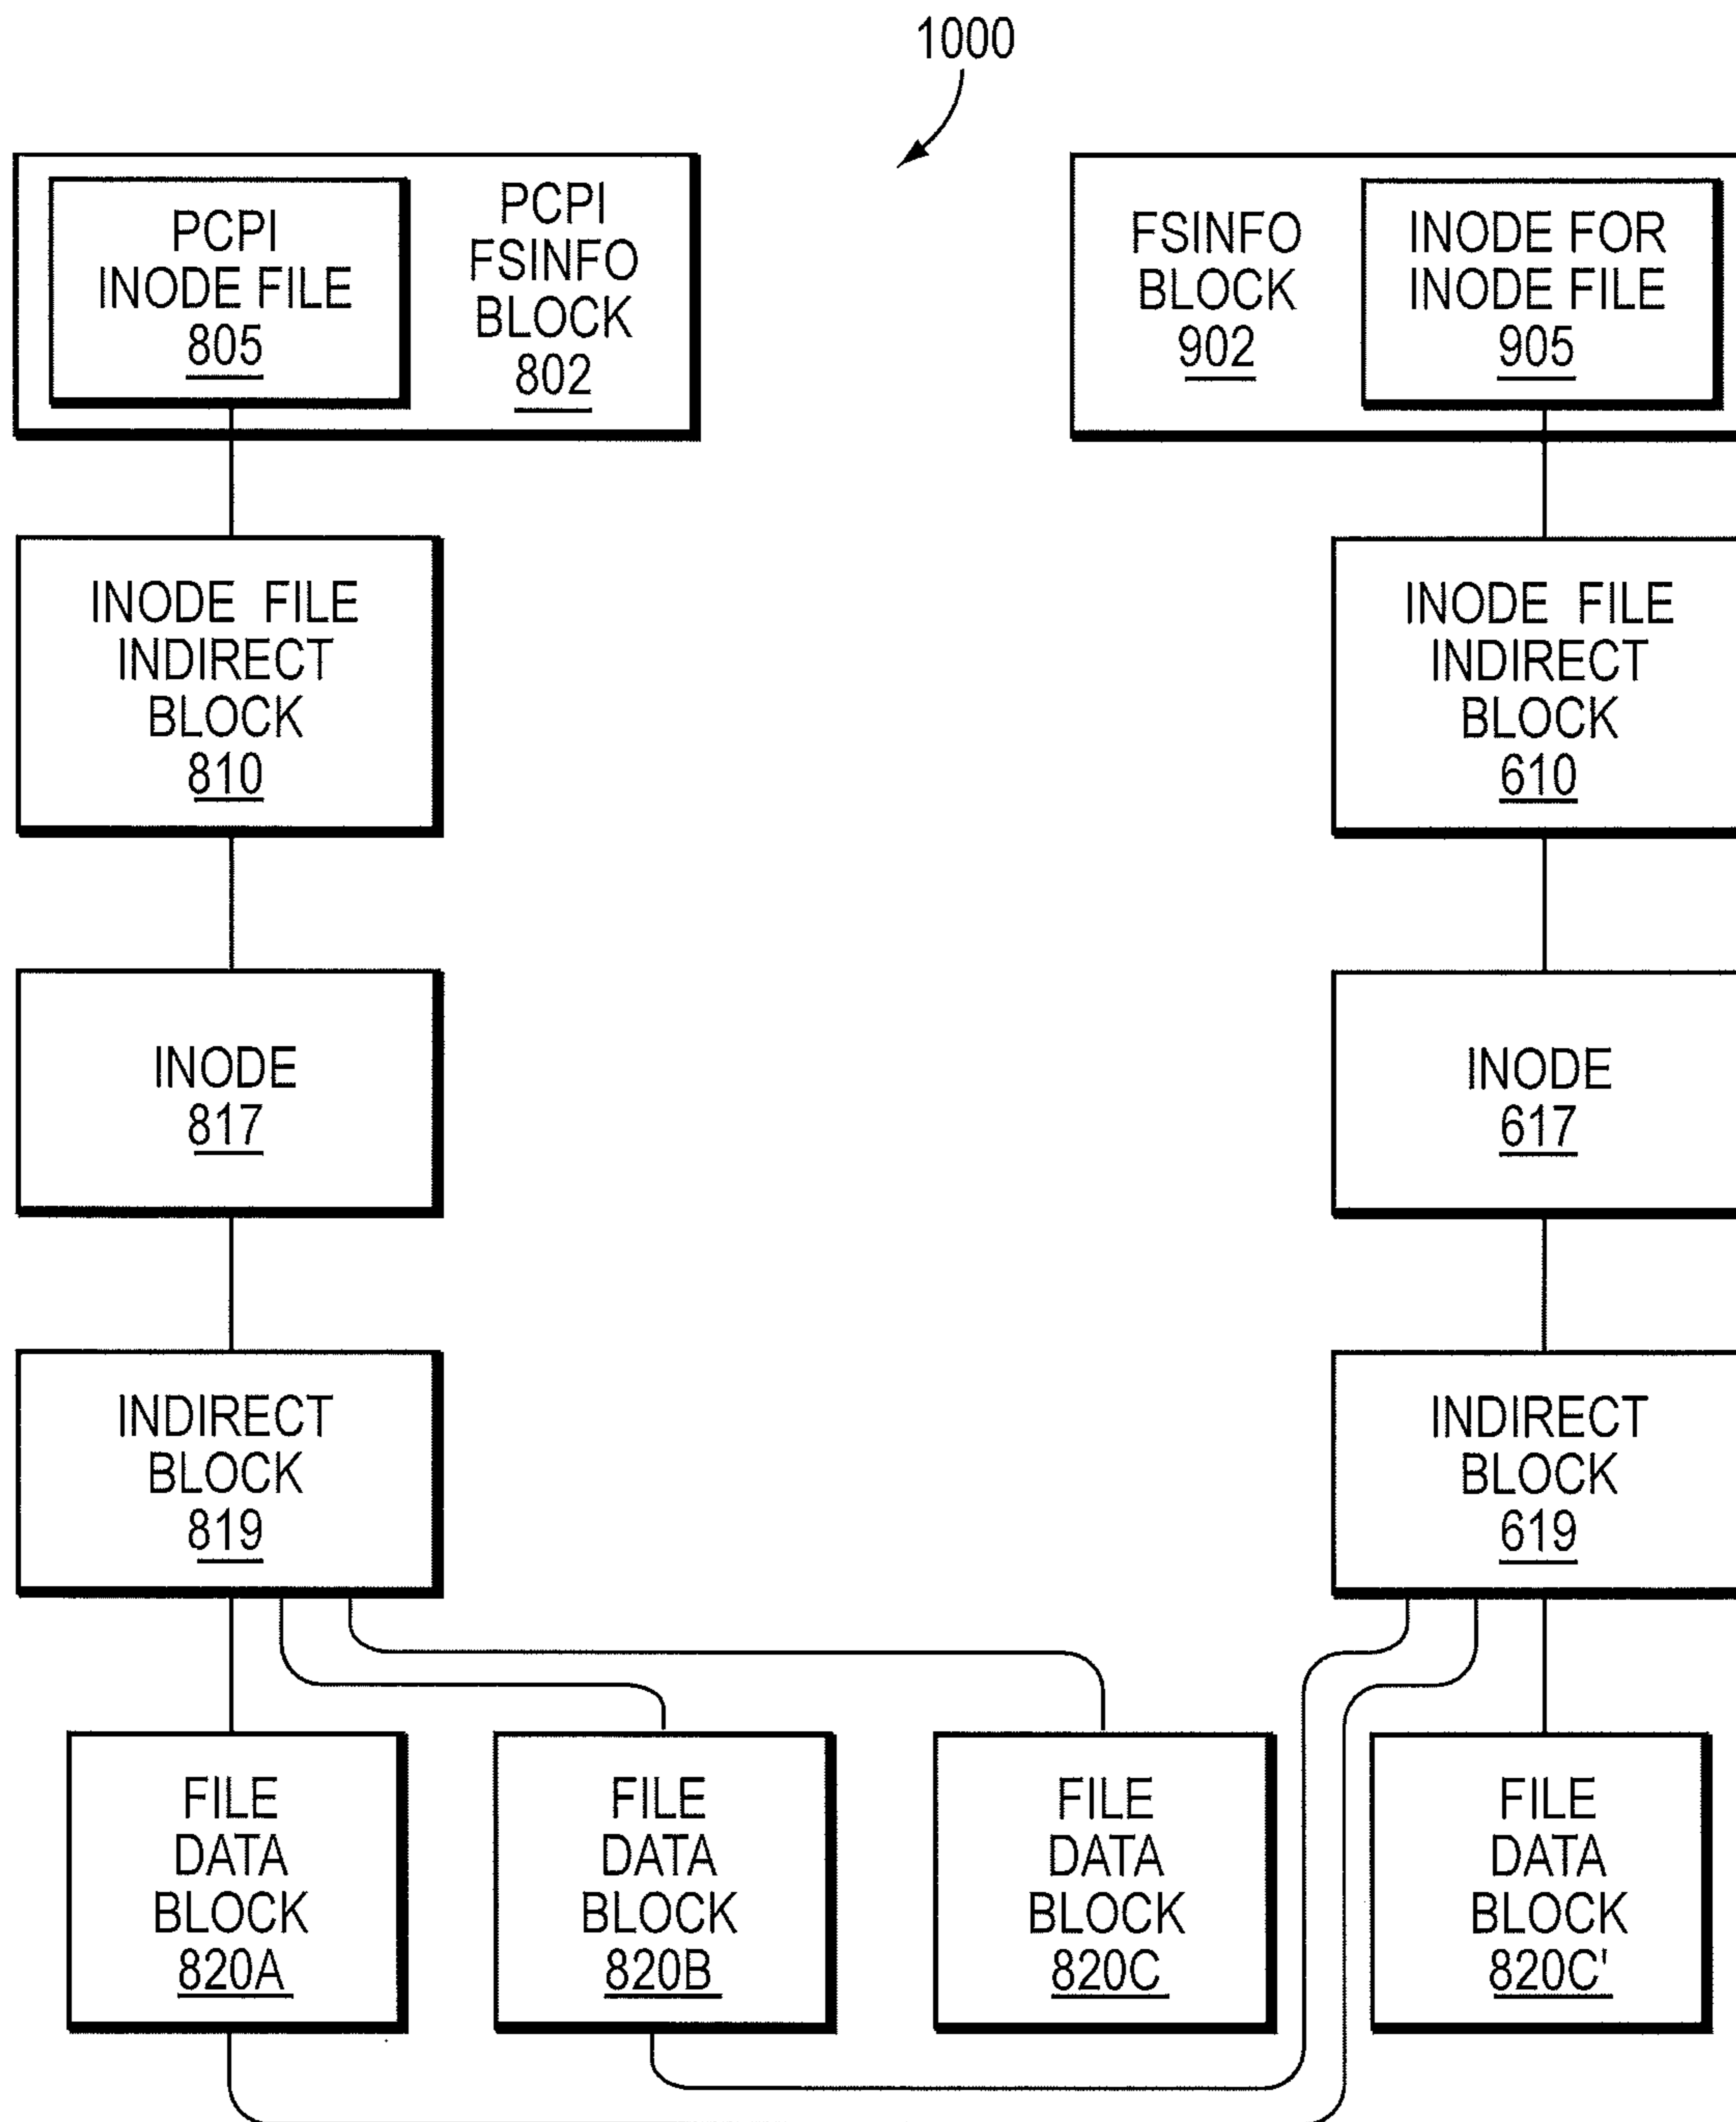 1000
PCPI
INODE FILE
805
PCPI
FSINFO
BLOCK
802
FSINFO
BLOCK
902
INODE FOR
INODE FILE
905
INODE FILE
INDIRECT
BLOCK
810
INODE FILE
INDIRECT
BLOCK
610
INODE
817
INODE
617
INDIRECT
BLOCK
819
INDIRECT
BLOCK
619
FILE
DATA
BLOCK
820A
FILE
DATA
BLOCK
820B
FILE
DATA
BLOCK
820C
FILE
DATA
BLOCK
820C'